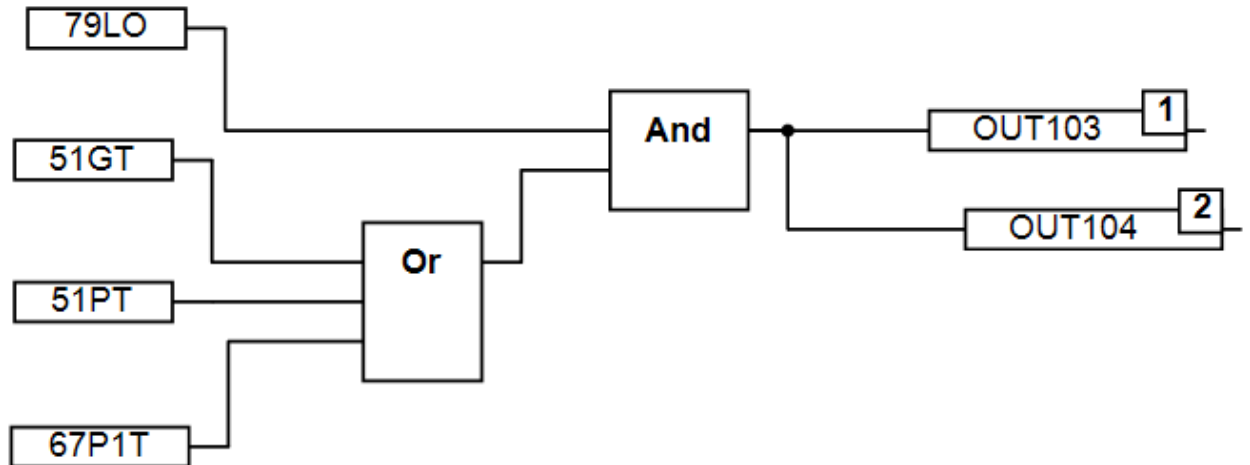 79LO
51GT
51PT
67P1T
Or
And
OUT103
1
OUT104
2